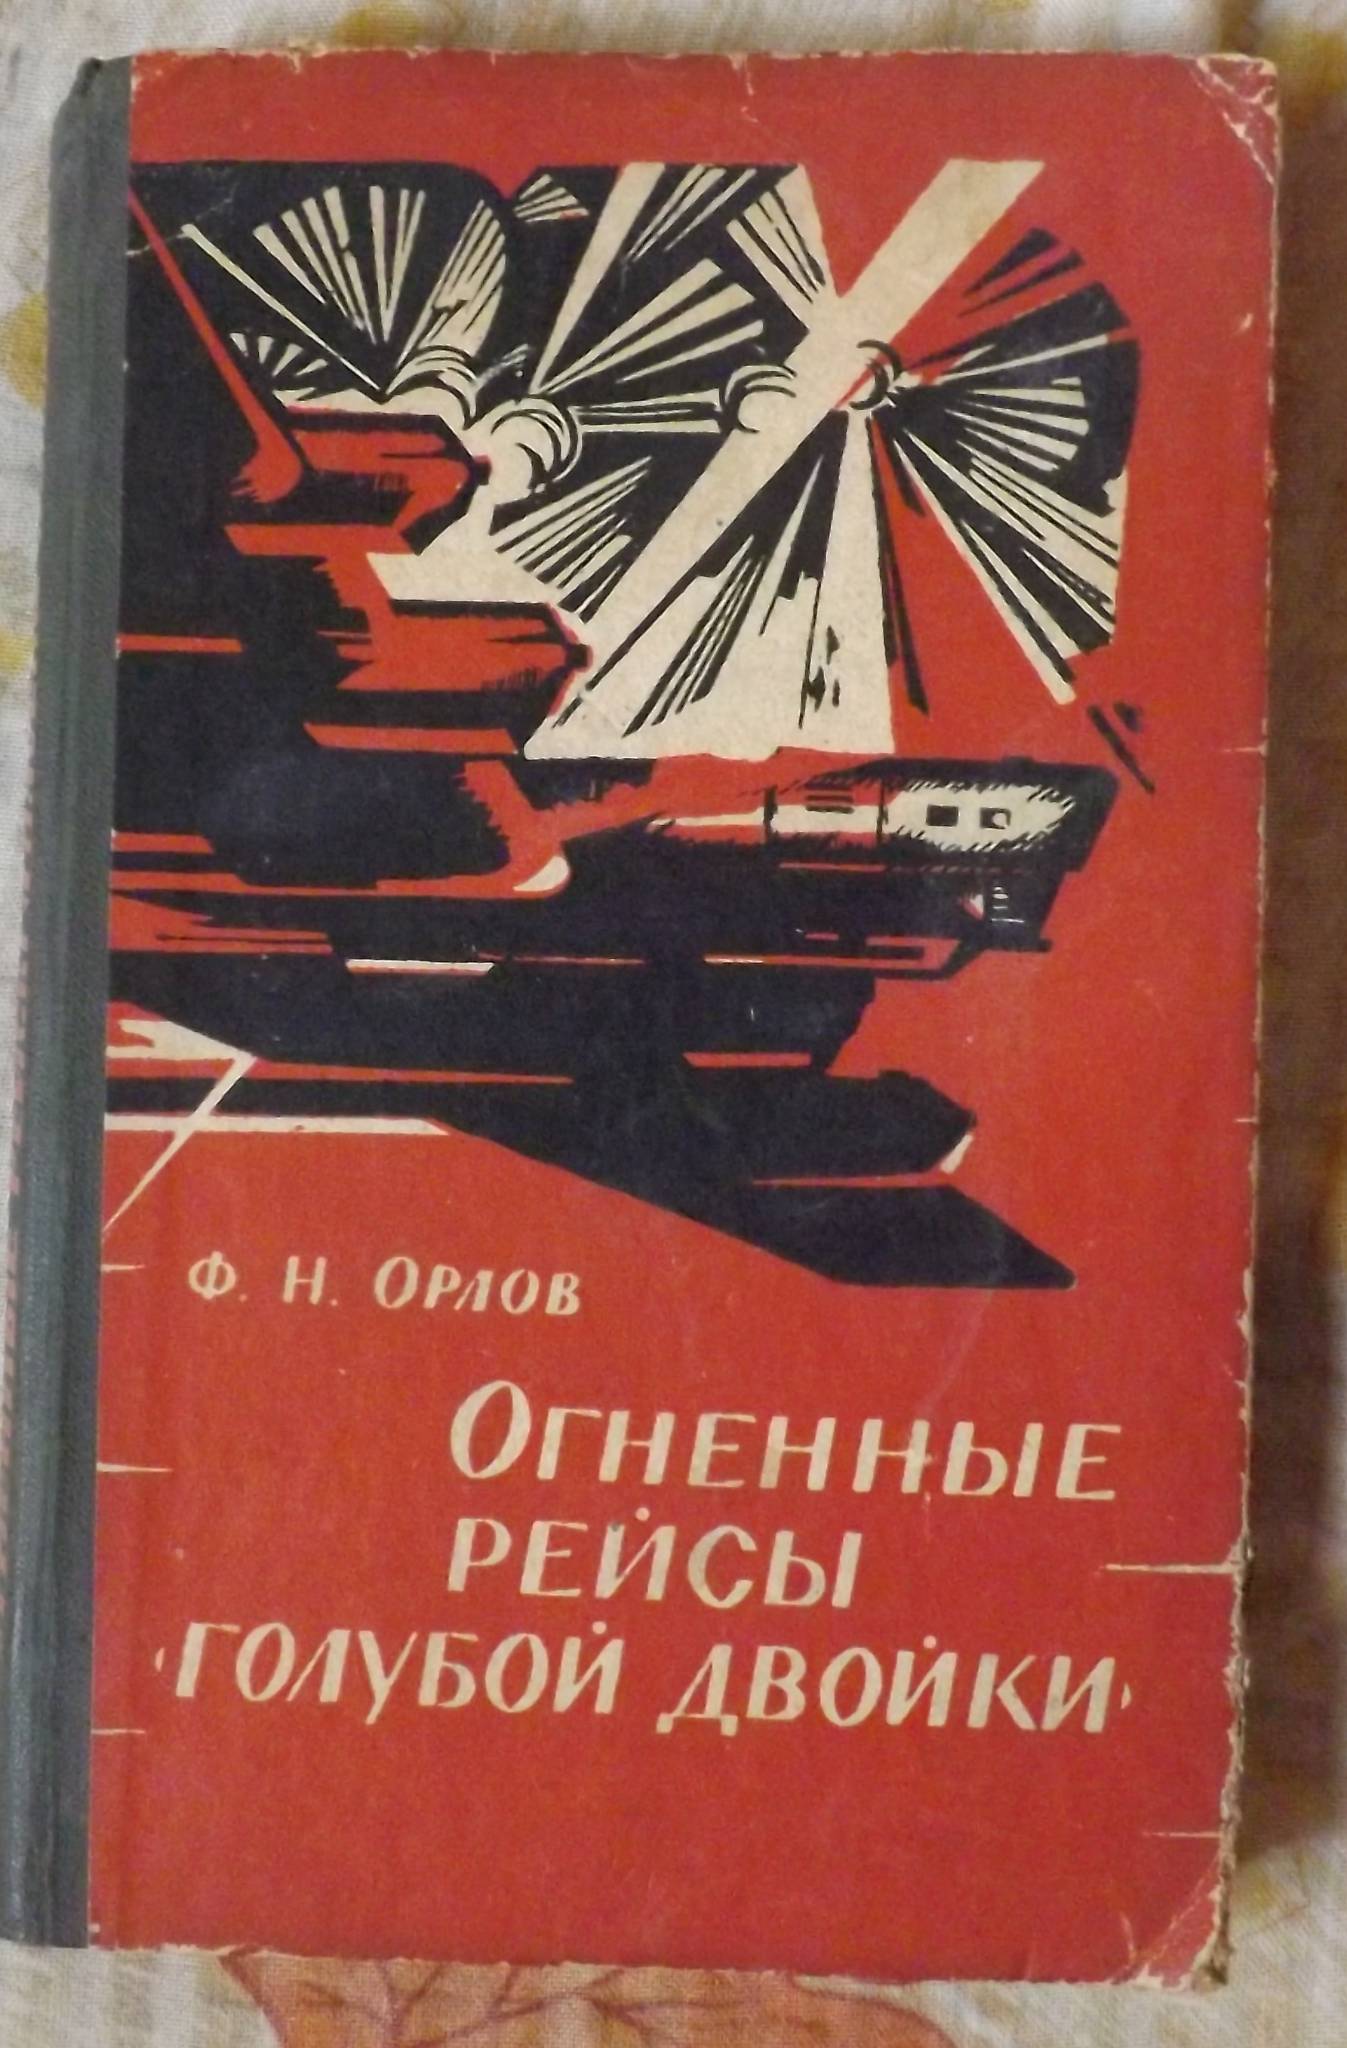 Ф. Н. ОРЛОВ
ОГНЕННЫЕ
РЕЙСЫ
‹ГОЛУБОЙ ДВОЙКИ›